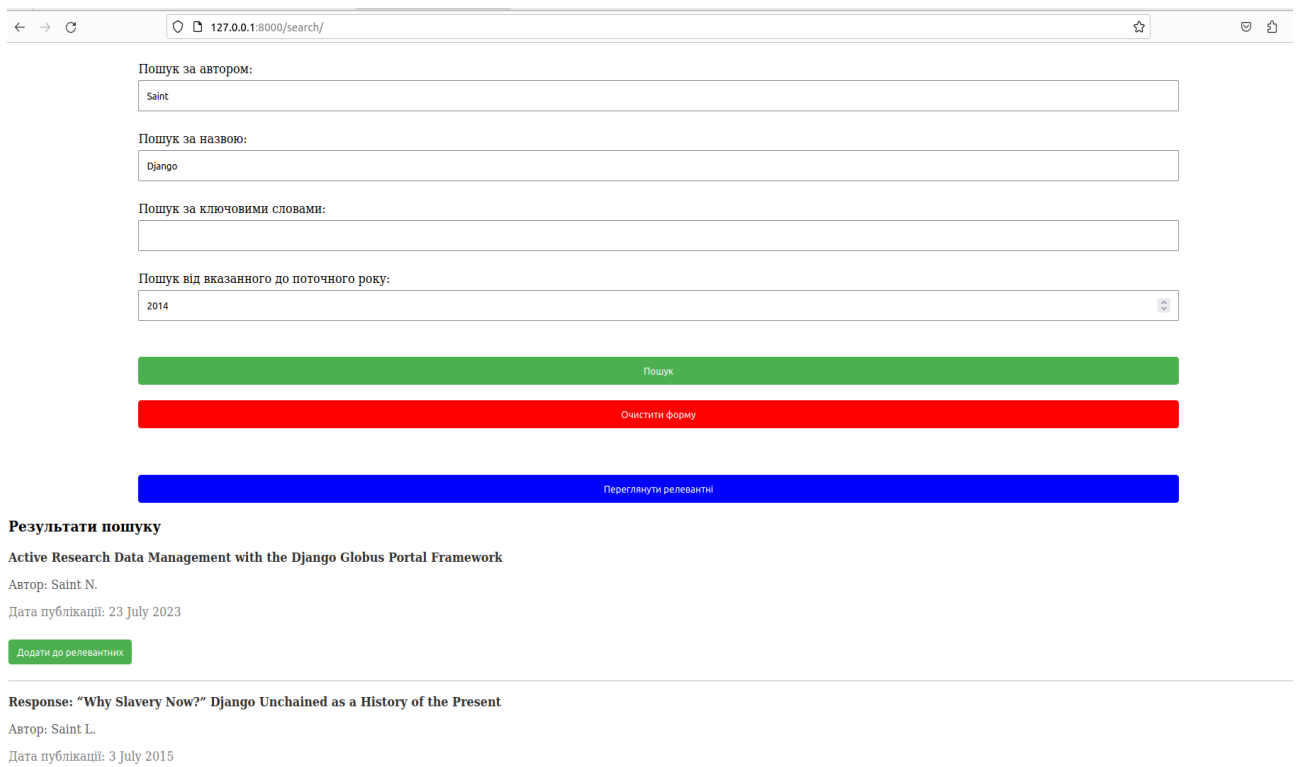 127.0.0.1:8000/search/
Пошук за автором:
Saint
Пошук за назвою:
Django
Пошук за ключовими словами:
Пошук від вказанного до поточного року:
2014
Пошук
Очистити форму
Переглянути релевантні
Результати пошуку
Active Research Data Management with the Django Globus Portal Framework
Автор: Saint N.
Дата публікації: 23 July 2023
Додати до релевантних
Response: “Why Slavery Now?” Django Unchained as a History of the Present
Автор: Saint L.
Дата публікації: 3 July 2015